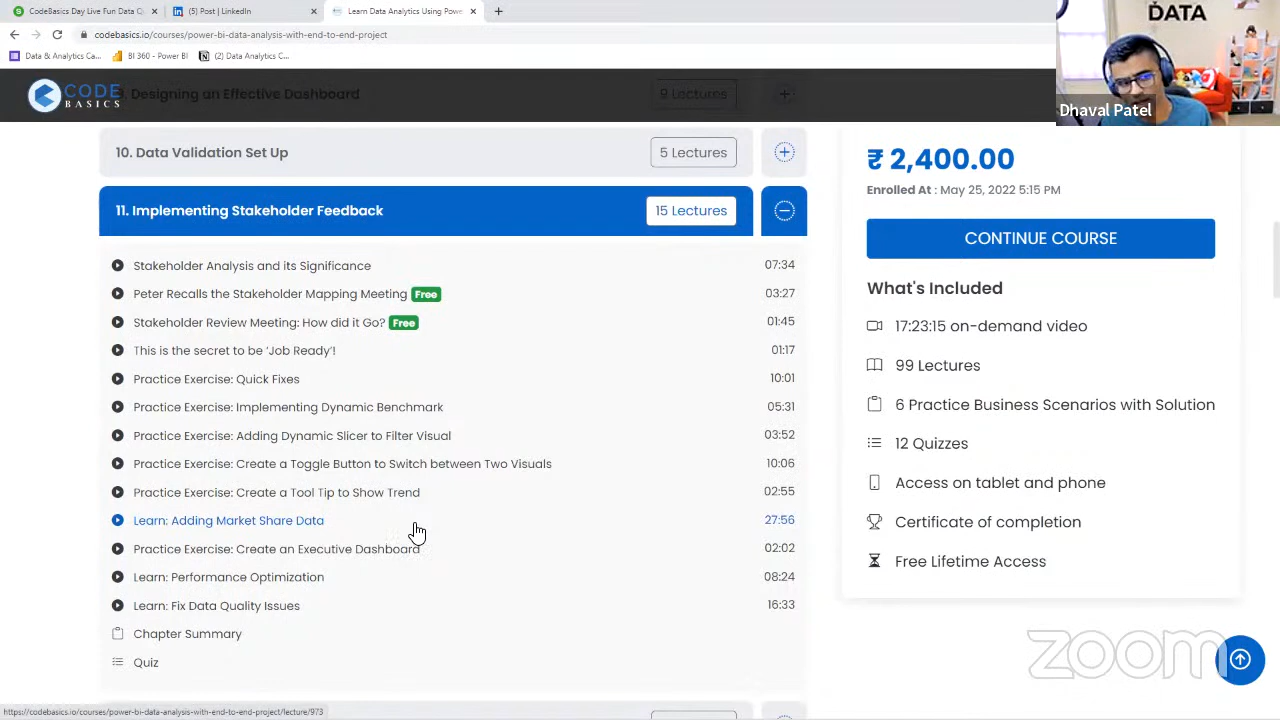 CodeBasics Day Live Fun Data Q
(5) Post | LinkedIn
Learn Data Analytics Using Powe
codebasics.io/courses/power-bi-data-analysis-with-end-to-end-project
Data & Analytics Ca...
BI 360 - Power BI
(2) Data Analytics C...
DATA
Dhaval Patel
CODE
BASICS
Designing an Effective Dashboard
9 Lectures
10. Data Validation Set Up
5 Lectures
11. Implementing Stakeholder Feedback
15 Lectures
Stakeholder Analysis and its Significance 07:34
Peter Recalls the Stakeholder Mapping Meeting Free 03:27
Stakeholder Review Meeting: How did it Go? Free 01:45
This is the secret to be 'Job Ready'! 01:17
Practice Exercise: Quick Fixes 10:01
Practice Exercise: Implementing Dynamic Benchmark 05:31
Practice Exercise: Adding Dynamic Slicer to Filter Visual 03:52
Practice Exercise: Create a Toggle Button to Switch between Two Visuals 10:06
Practice Exercise: Create a Tool Tip to Show Trend 02:55
Learn: Adding Market Share Data 27:56
Practice Exercise: Create an Executive Dashboard 02:02
Learn: Performance Optimization 08:24
Learn: Fix Data Quality Issues 16:33
Chapter Summary
Quiz
₹ 2,400.00
Enrolled At : May 25, 2022 5:15 PM
CONTINUE COURSE
What's Included
17:23:15 on-demand video
99 Lectures
6 Practice Business Scenarios with Solution
12 Quizzes
Access on tablet and phone
Certificate of completion
Free Lifetime Access
zoom
https://codebasics.io/courses/power-bi-data-analysis-with-end-to-end-project/lecture/973